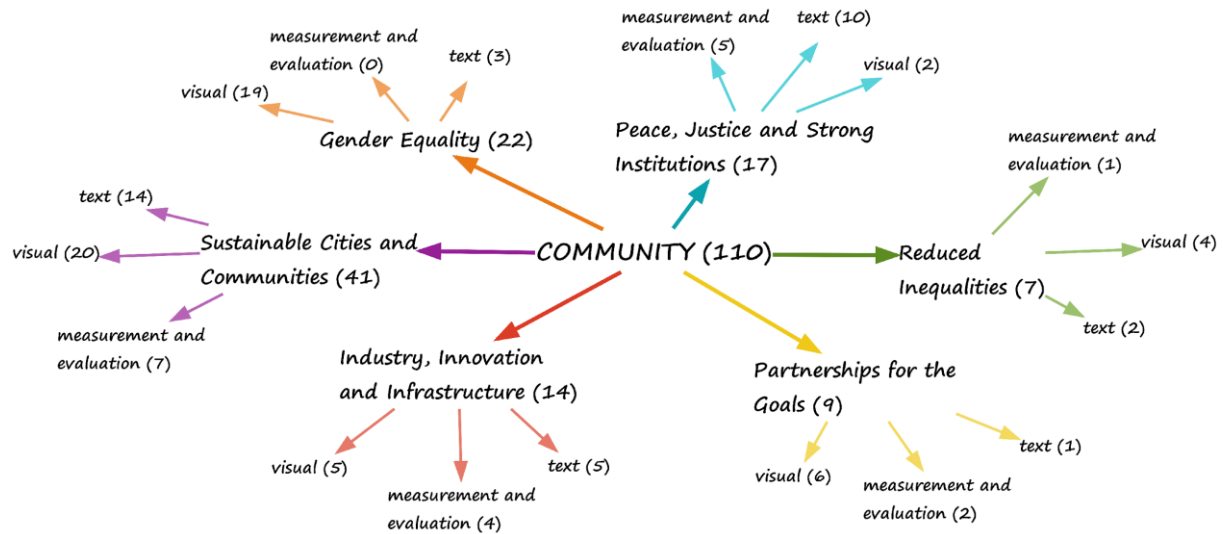 COMMUNITY (110)
Gender Equality (22)
visual (19)
measurement and
evaluation (0)
text (3)
Peace, Justice and Strong
Institutions (17)
measurement and
evaluation (5)
text (10)
visual (2)
Reduced
Inequalities (7)
measurement and
evaluation (1)
visual (4)
text (2)
Partnerships for the
Goals (9)
text (1)
measurement and
evaluation (2)
visual (6)
Industry, Innovation
and Infrastructure (14)
visual (5)
measurement and
evaluation (4)
text (5)
Sustainable Cities and
Communities (41)
text (14)
visual (20)
measurement and
evaluation (7)